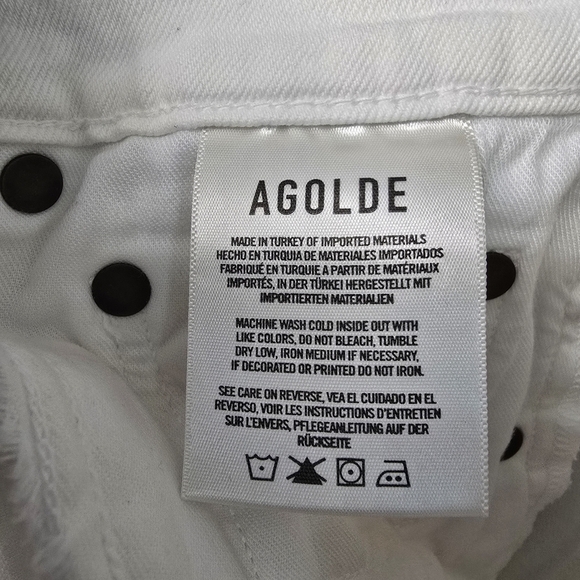 AGOLDE
MADE IN TURKEY OF IMPORTED MATERIALS
HECHO EN TURQUIA DE MATERIALES IMPORTADOS
FABRIQUÉ EN TURQUIE A PARTIR DE MATÉRIAUX
IMPORTÉS, IN DER TÜRKEI HERGESTELLT MIT
IMPORTIERTEN MATERIALIEN
MACHINE WASH COLD INSIDE OUT WITH
LIKE COLORS, DO NOT BLEACH, TUMBLE
DRY LOW, IRON MEDIUM IF NECESSARY,
IF DECORATED OR PRINTED DO NOT IRON.
SEE CARE ON REVERSE, VEA EL CUIDADO EN EL
REVERSO, VOIR LES INSTRUCTIONS D'ENTRETIEN
SUR L'ENVERS, PFLEGEANLEITUNG AUF DER
RÜCKSEITE